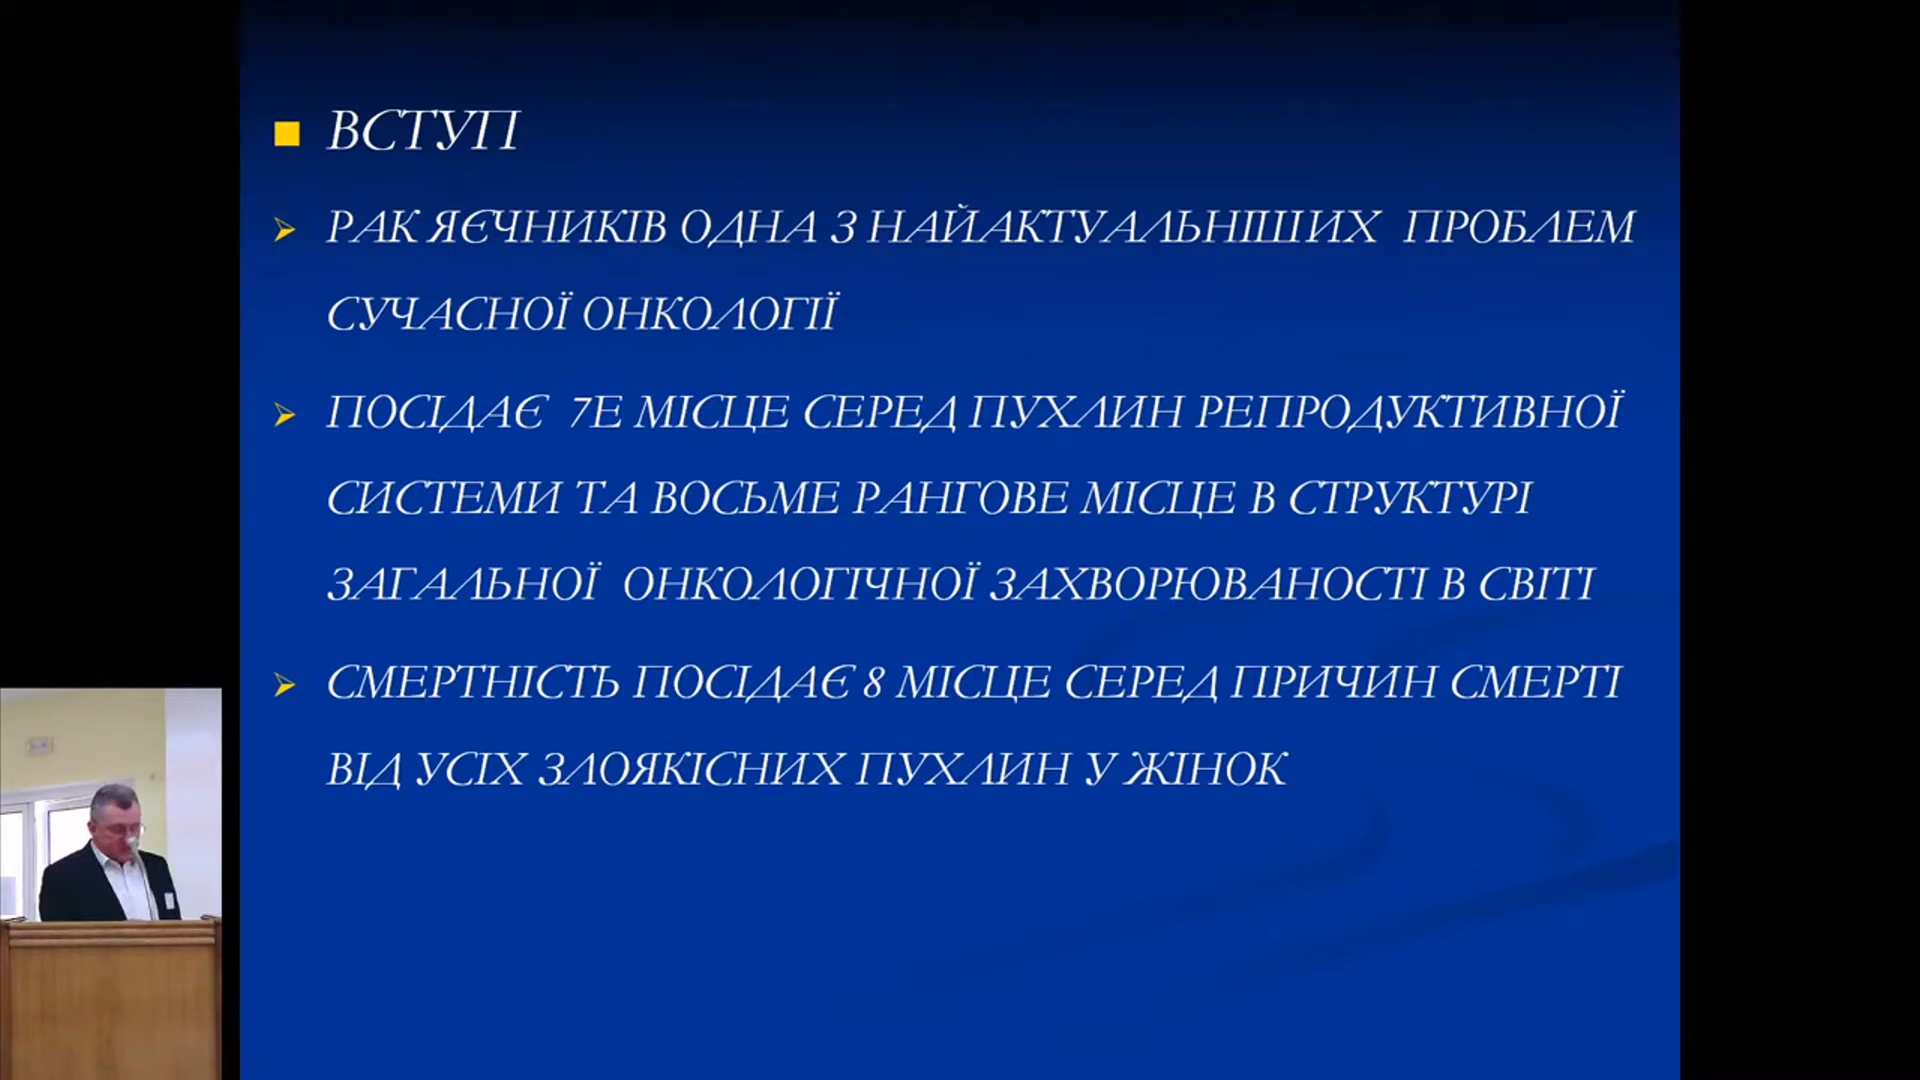 ВСТУП
РАК ЯЄЧНИКІВ ОДНА З НАЙАКТУАЛЬНІШИХ ПРОБЛЕМ
СУЧАСНОЇ ОНКОЛОГІЇ
ПОСІДАЄ 7Е МІСЦЕ СЕРЕД ПУХЛИН РЕПРОДУКТИВНОЇ
СИСТЕМИ ТА ВОСЬМЕ РАНГОВЕ МІСЦЕ В СТРУКТУРІ
ЗАГАЛЬНОЇ ОНКОЛОГІЧНОЇ ЗАХВОРЮВАНОСТІ В СВІТІ
СМЕРТНІСТЬ ПОСІДАЄ 8 МІСЦЕ СЕРЕД ПРИЧИН СМЕРТІ
ВІД УСІХ ЗЛОЯКІСНИХ ПУХЛИН У ЖІНОК